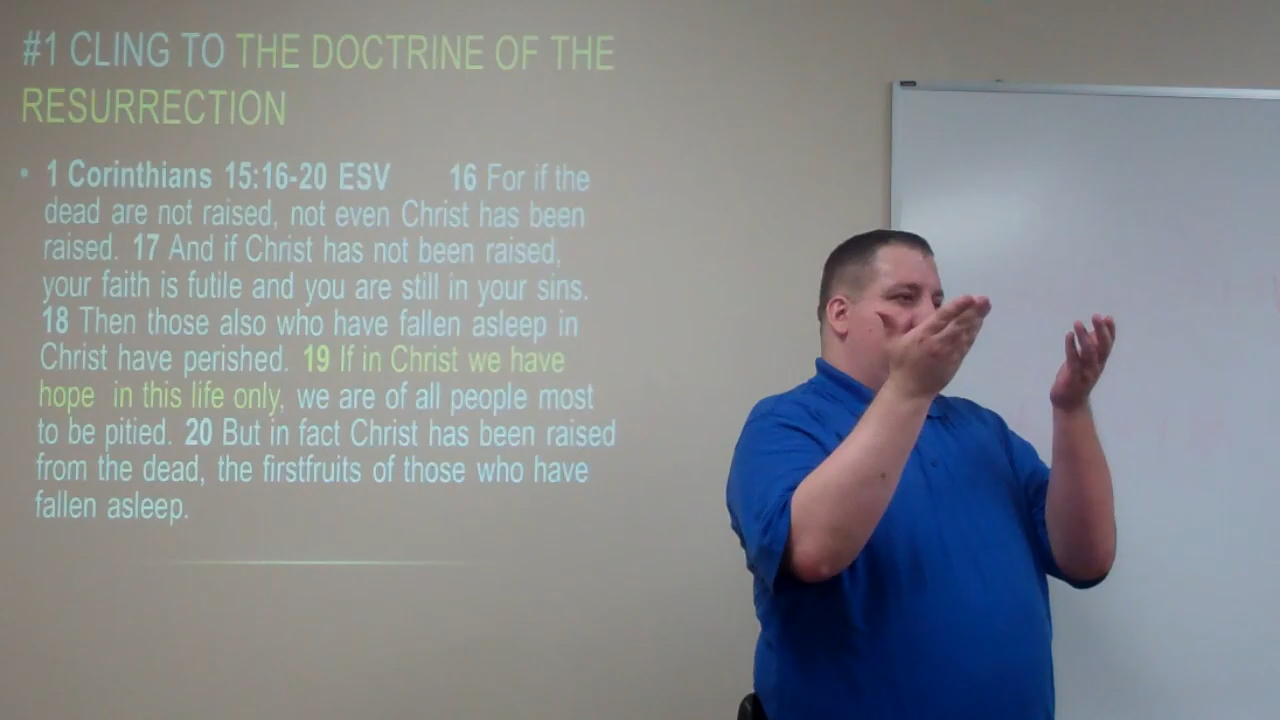 #1 CLING TO THE DOCTRINE OF THE
RESURRECTION
• 1 Corinthians 15:16-20 ESV 16 For if the
dead are not raised, not even Christ has been
raised. 17 And if Christ has not been raised,
your faith is futile and you are still in your sins.
18 Then those also who have fallen asleep in
Christ have perished. 19 If in Christ we have
hope in this life only, we are of all people most
to be pitied. 20 But in fact Christ has been raised
from the dead, the firstfruits of those who have
fallen asleep.